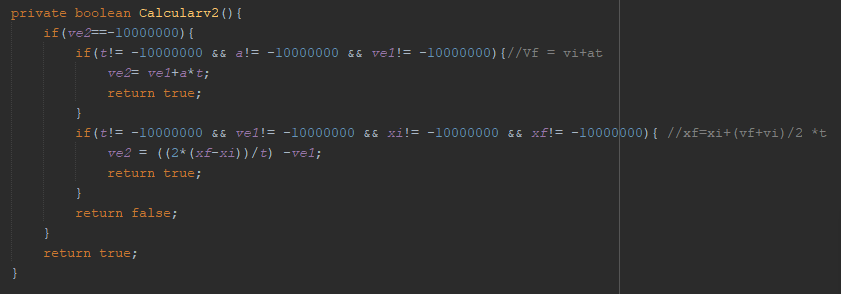 private boolean Calcularv2(){
    if(ve2==-10000000){
        if(t!= -10000000 && a!= -10000000 && ve1!= -10000000){//Vf = vi+at
            ve2= ve1+a*t;
            return true;
        }
        if(t!= -10000000 && ve1!= -10000000 && xi!= -10000000 && xf!= -10000000){ //xf=xi+(vf+vi)/2 *t
            ve2 = ((2*(xf-xi))/t) -ve1;
            return true;
        }
        return false;
    }
    return true;
}